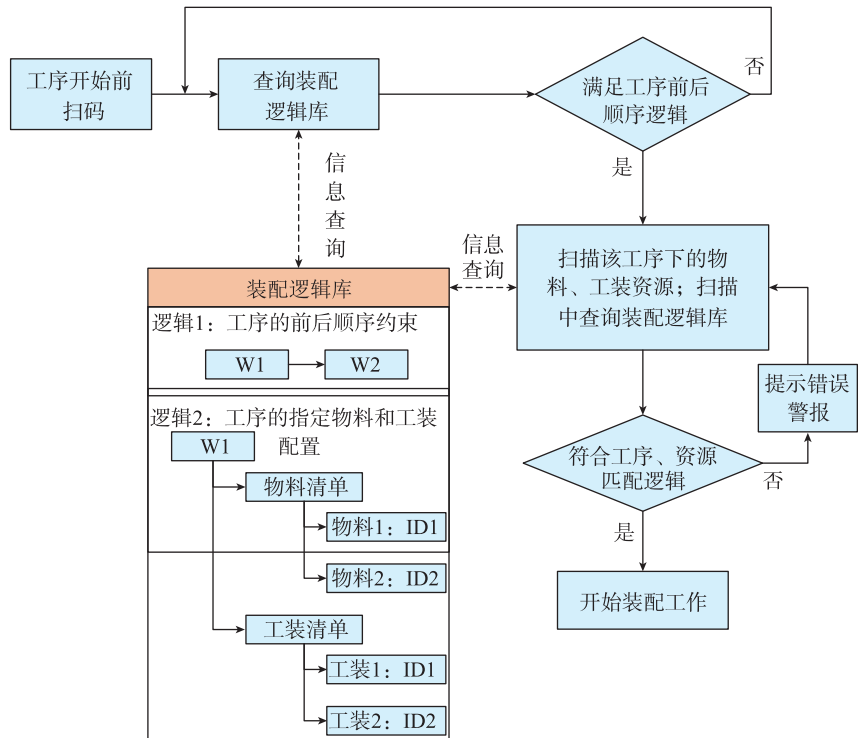 工序开始前
扫码
查询装配
逻辑库
满足工序前后
顺序逻辑
否
是
信
息
查
询
信息
查询
扫描该工序下的物
料、工装资源；扫描
中查询装配逻辑库
装配逻辑库
逻辑1：工序的前后顺序约束
W1
W2
逻辑2：工序的指定物料和工装
配置
W1
物料清单
物料1：ID1
物料2：ID2
工装清单
工装1：ID1
工装2：ID2
提示错误
警报
符合工序、资源
匹配逻辑
否
是
开始装配工作